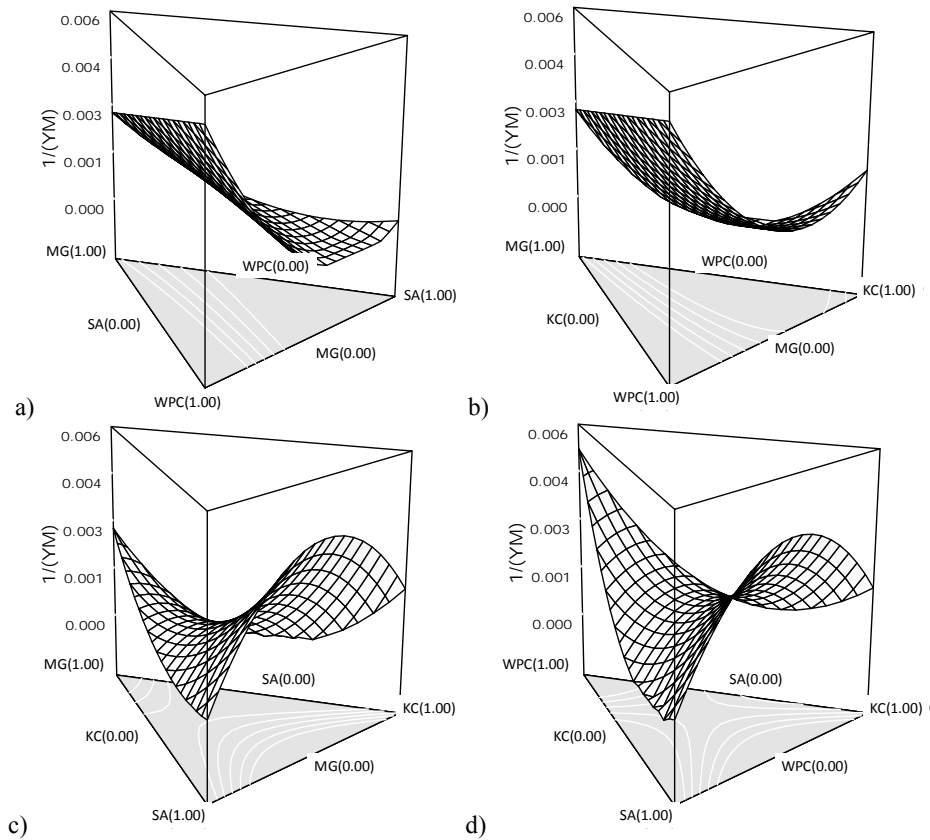 0.006
0.004
0.003
0.001
0.000
1/(YM)
MG(1.00)
WPC(0.00)
SA(1.00)
SA(0.00)
MG(0.00)
WPC(1.00)
a)
0.006
0.004
0.003
0.001
0.000
1/(YM)
MG(1.00)
WPC(0.00)
KC(1.00)
KC(0.00)
MG(0.00)
WPC(1.00)
b)
0.006
0.004
0.003
0.001
0.000
1/(YM)
MG(1.00)
SA(0.00)
KC(1.00)
KC(0.00)
MG(0.00)
SA(1.00)
c)
0.006
0.004
0.003
0.001
0.000
1/(YM)
WPC(1.00)
SA(0.00)
KC(1.00)
KC(0.00)
WPC(0.00)
SA(1.00)
d)